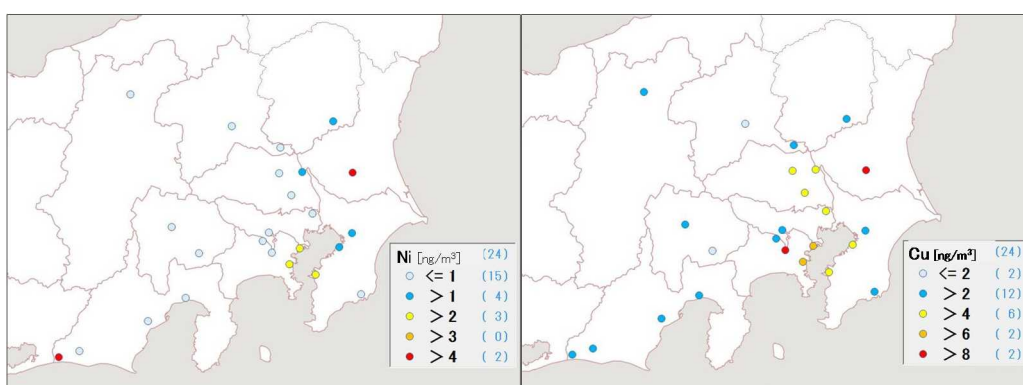 Ni [ng/m³] (24)
<= 1 (15)
> 1 ( 4)
> 2 ( 3)
> 3 ( 0)
> 4 ( 2)
Cu [ng/m³] (24)
<= 2 ( 2)
> 2 (12)
> 4 ( 6)
> 6 ( 2)
> 8 ( 2)